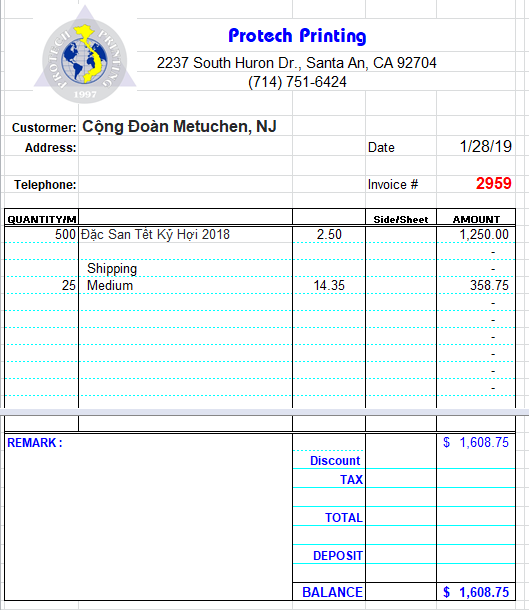 PROTECH PRINTING
1997
Protech Printing
2237 South Huron Dr., Santa An, CA 92704
(714) 751-6424
Custormer: Cộng Đoàn Metuchen, NJ
Address: Date 1/28/19
Telephone: Invoice # 2959
QUANTITY/M Side/Sheet AMOUNT
500 Đặc San Tết Kỹ Hợi 2018 2.50 1,250.00
-
Shipping -
25 Medium 14.35 358.75
-
-
-
-
-
-
REMARK : $ 1,608.75
Discount
TAX
TOTAL
DEPOSIT
BALANCE $ 1,608.75